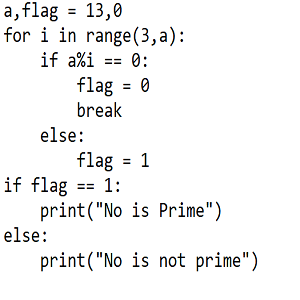 a,flag = 13,0
for i in range(3,a):
    if a%i == 0:
        flag = 0
        break
    else:
        flag = 1
if flag == 1:
    print("No is Prime")
else:
    print("No is not prime")